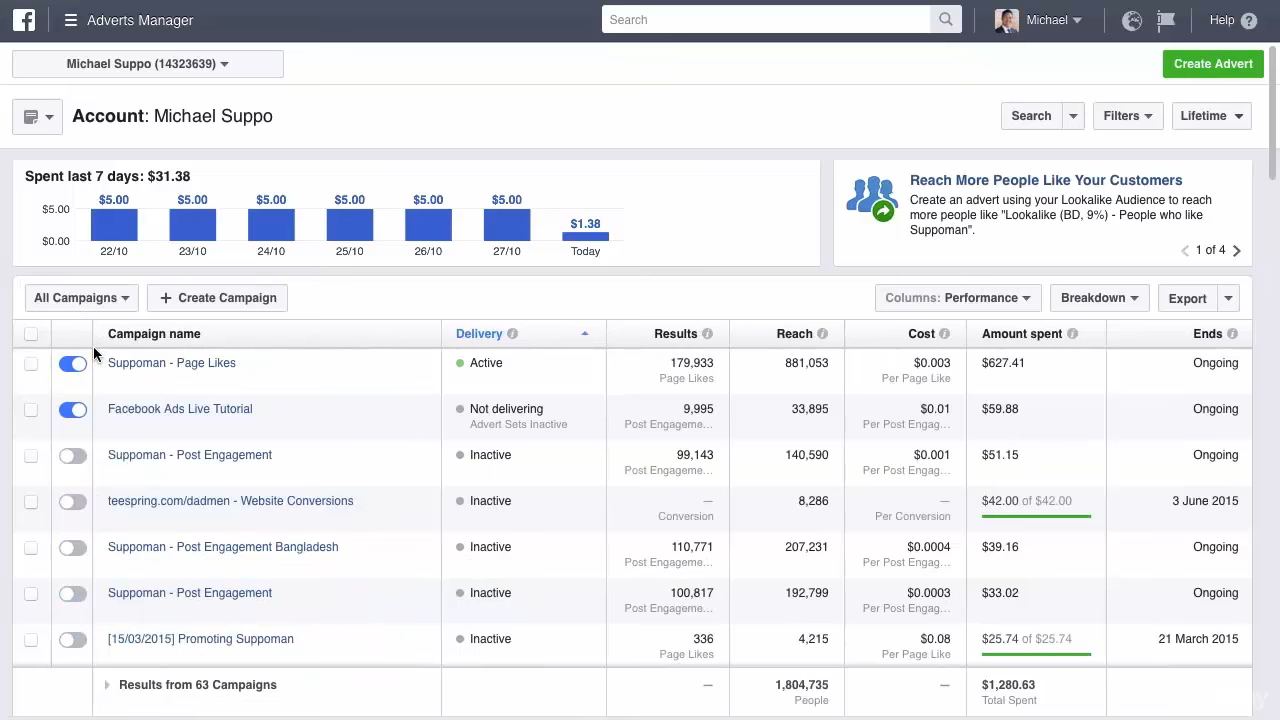 f Adverts Manager Search Michael Help ?
Michael Suppo (14323639) Create Advert
Account: Michael Suppo Search Filters Lifetime
Spent last 7 days: $31.38
$5.00 $5.00 $5.00 $5.00 $5.00 $5.00 $1.38
$5.00
$0.00
22/10 23/10 24/10 25/10 26/10 27/10 Today
Reach More People Like Your Customers
Create an advert using your Lookalike Audience to reach
more people like "Lookalike (BD, 9%) - People who like
Suppoman".
1 of 4
All Campaigns + Create Campaign Columns: Performance Breakdown Export
Campaign name Delivery i Results i Reach i Cost i Amount spent i Ends i
Suppoman - Page Likes Active 179,933 881,053 $0.003 $627.41 Ongoing
Page Likes Per Page Like
Facebook Ads Live Tutorial Not delivering 9,995 33,895 $0.01 $59.88 Ongoing
Advert Sets Inactive Post Engageme... Per Post Engag...
Suppoman - Post Engagement Inactive 99,143 140,590 $0.001 $51.15 Ongoing
Post Engageme... Per Post Engag...
teespring.com/dadmen - Website Conversions Inactive — 8,286 — $42.00 of $42.00 3 June 2015
Conversion Per Conversion
Suppoman - Post Engagement Bangladesh Inactive 110,771 207,231 $0.0004 $39.16 Ongoing
Post Engageme... Per Post Engag...
Suppoman - Post Engagement Inactive 100,817 192,799 $0.0003 $33.02 Ongoing
Post Engageme... Per Post Engag...
[15/03/2015] Promoting Suppoman Inactive 336 4,215 $0.08 $25.74 of $25.74 21 March 2015
Page Likes Per Page Like
Results from 63 Campaigns — 1,804,735 — $1,280.63
People Total Spent